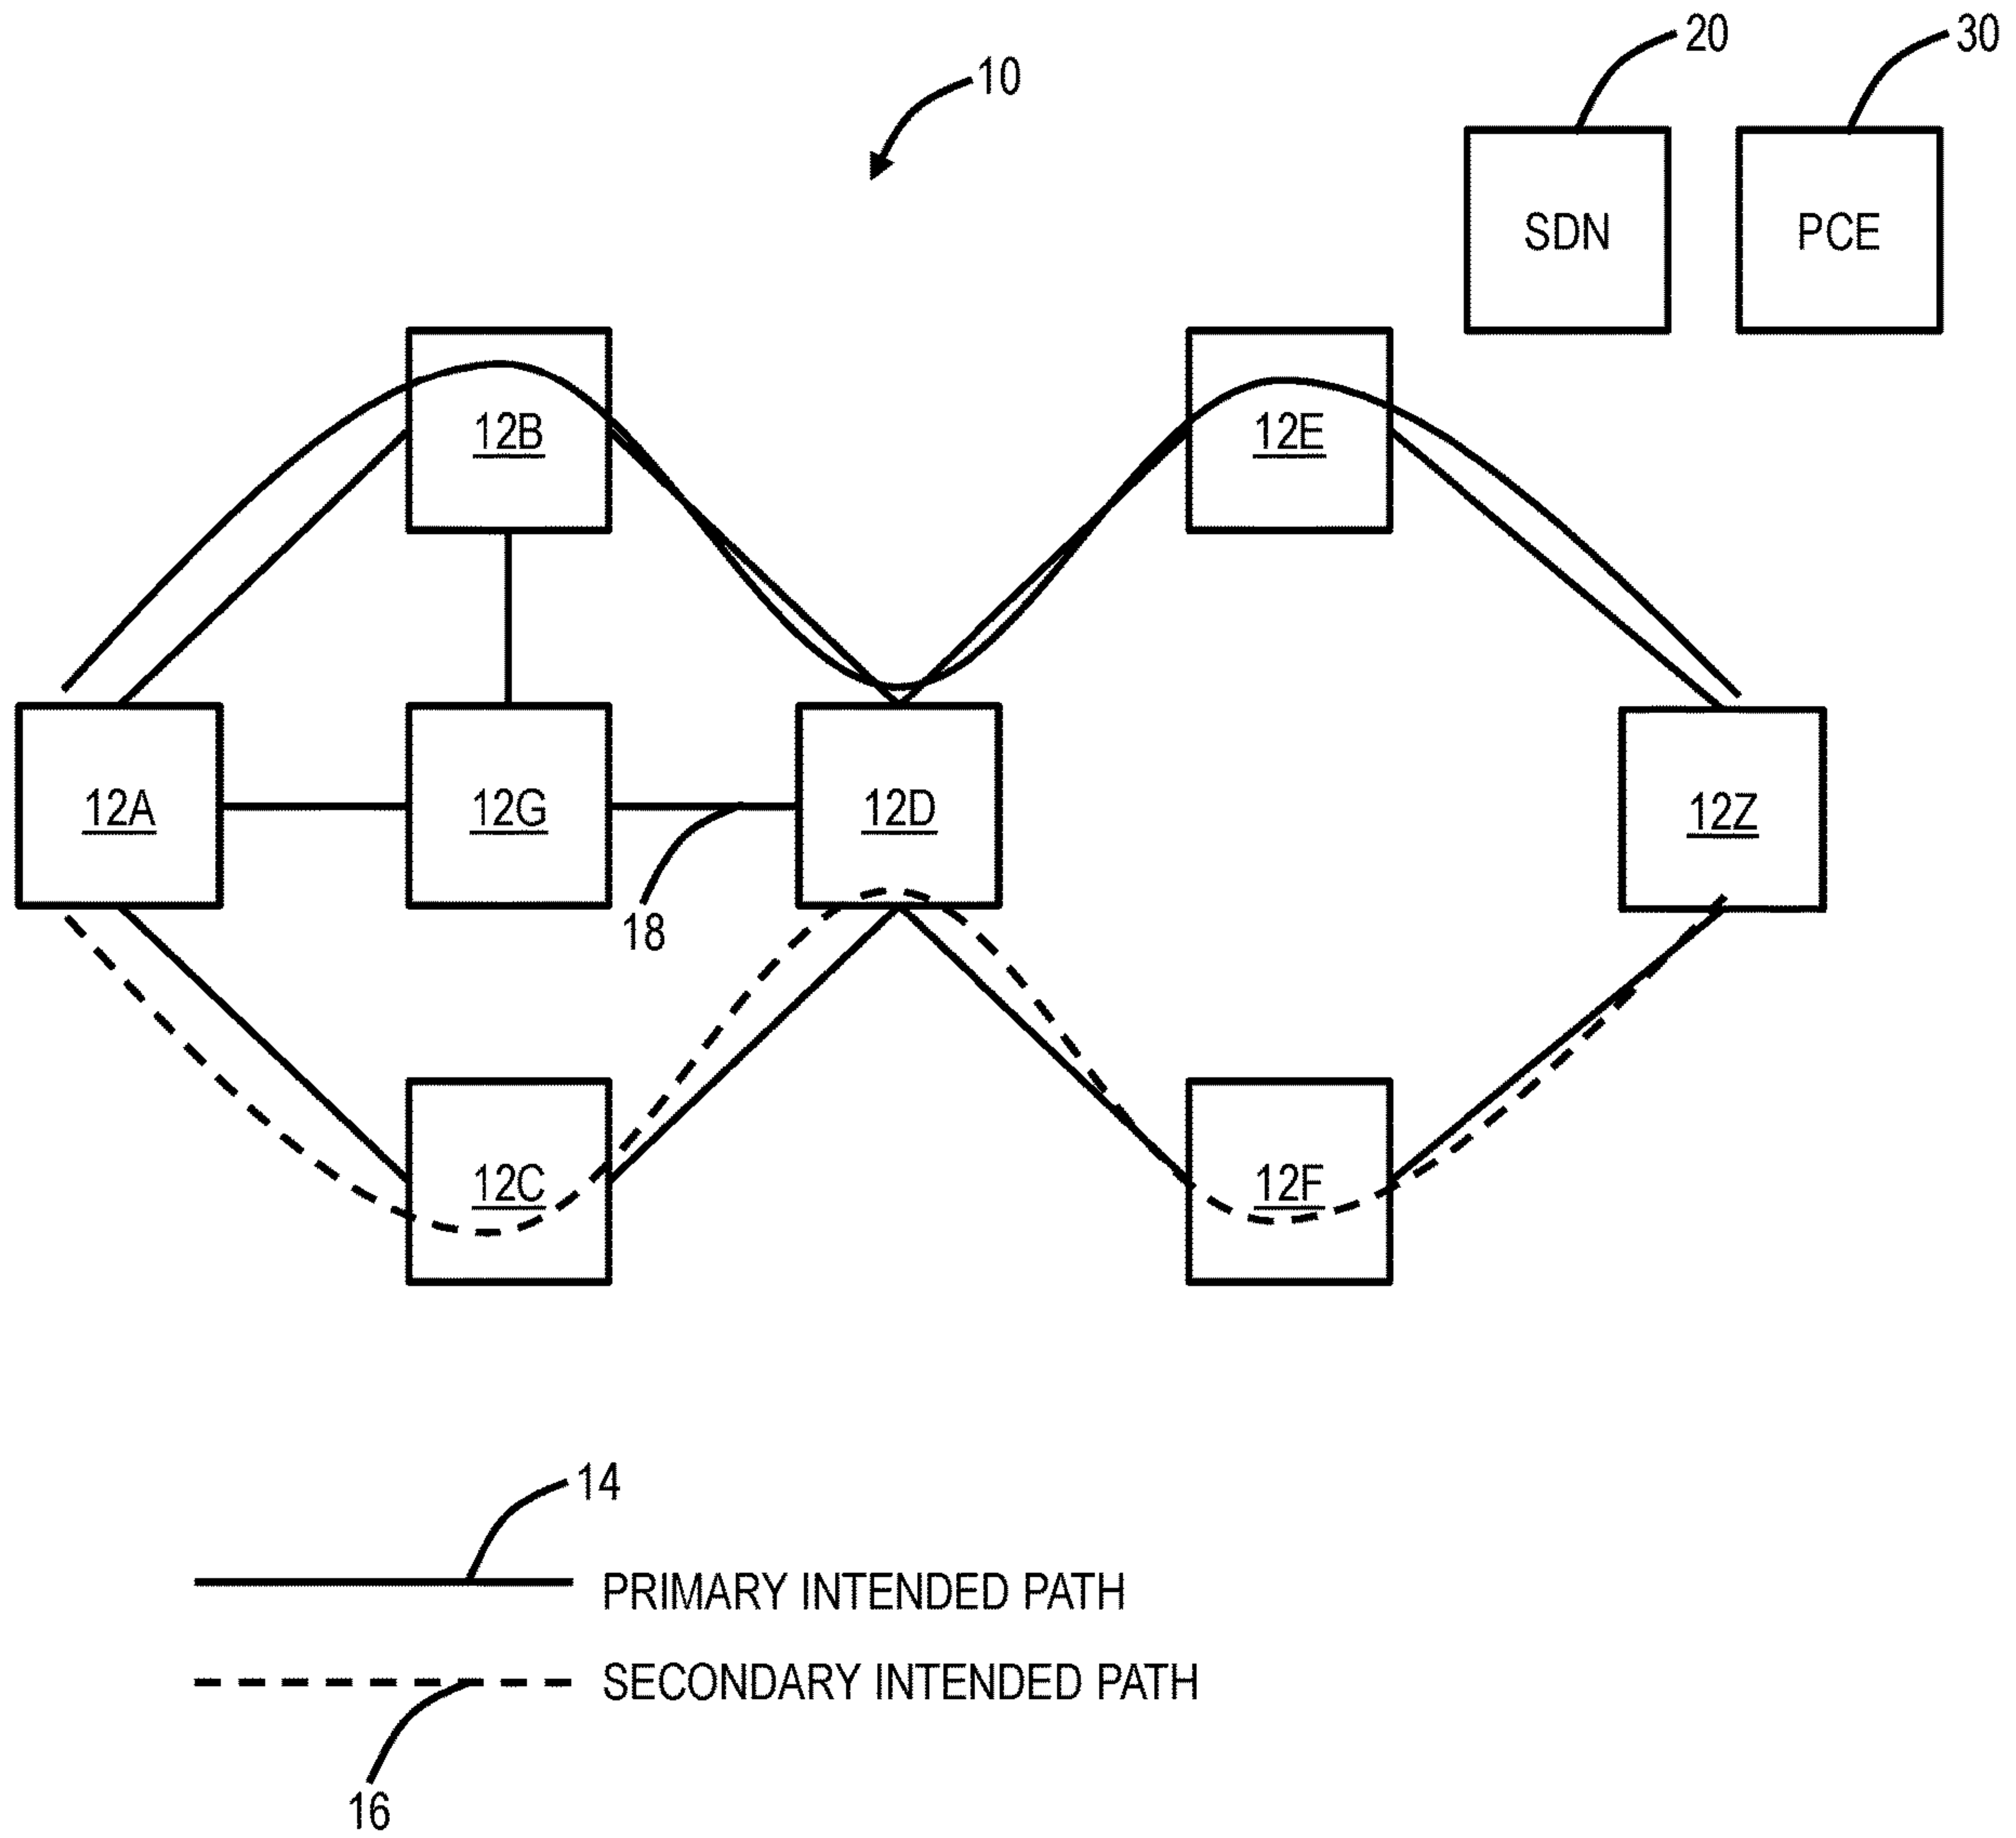 20
30
10
SDN
PCE
12B
12E
12A
12G
12D
12Z
18
12C
12F
14
PRIMARY INTENDED PATH
SECONDARY INTENDED PATH
16